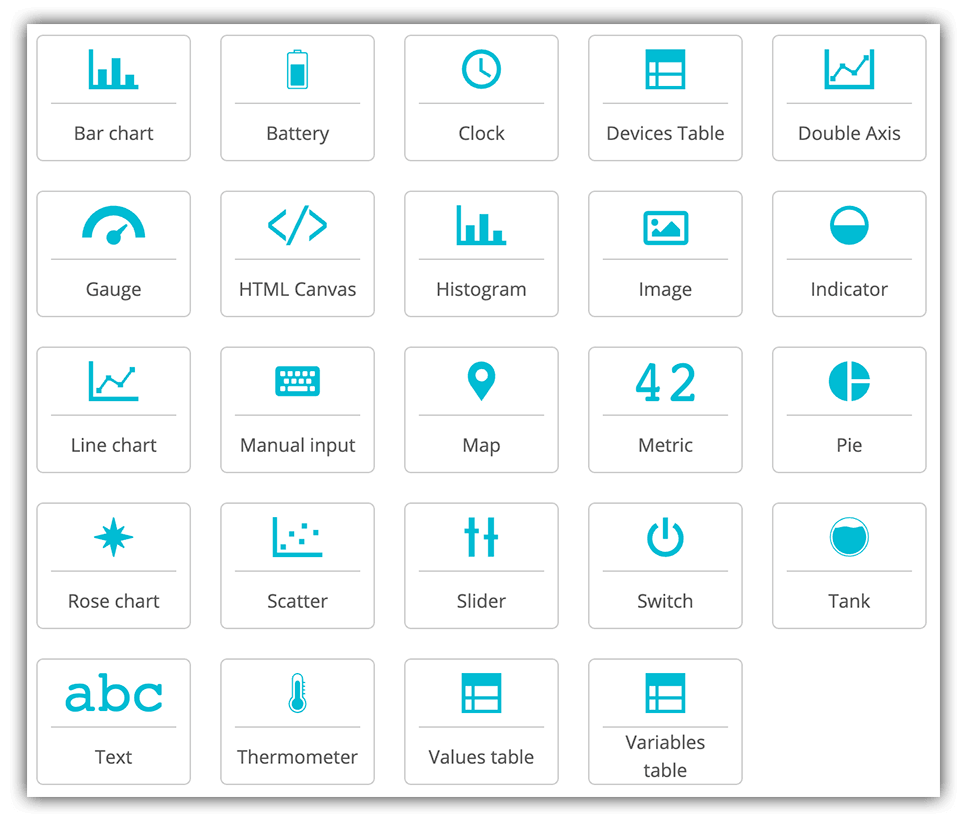 Bar chart
Battery
Clock
Devices Table
Double Axis
Gauge
HTML Canvas
Histogram
Image
Indicator
Line chart
Manual input
Map
42
Metric
Pie
Rose chart
Scatter
Slider
Switch
Tank
abc
Text
Thermometer
Values table
Variables
table